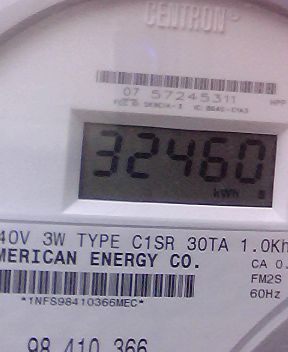 CENTRON
07 57245311
HPP
32460
kWh
40V 3W TYPE C1SR 30TA 1.0Kh
MERICAN ENERGY CO.
CA 0.
FM2S
60Hz
*1NFS98410366MEC*
98 410 366